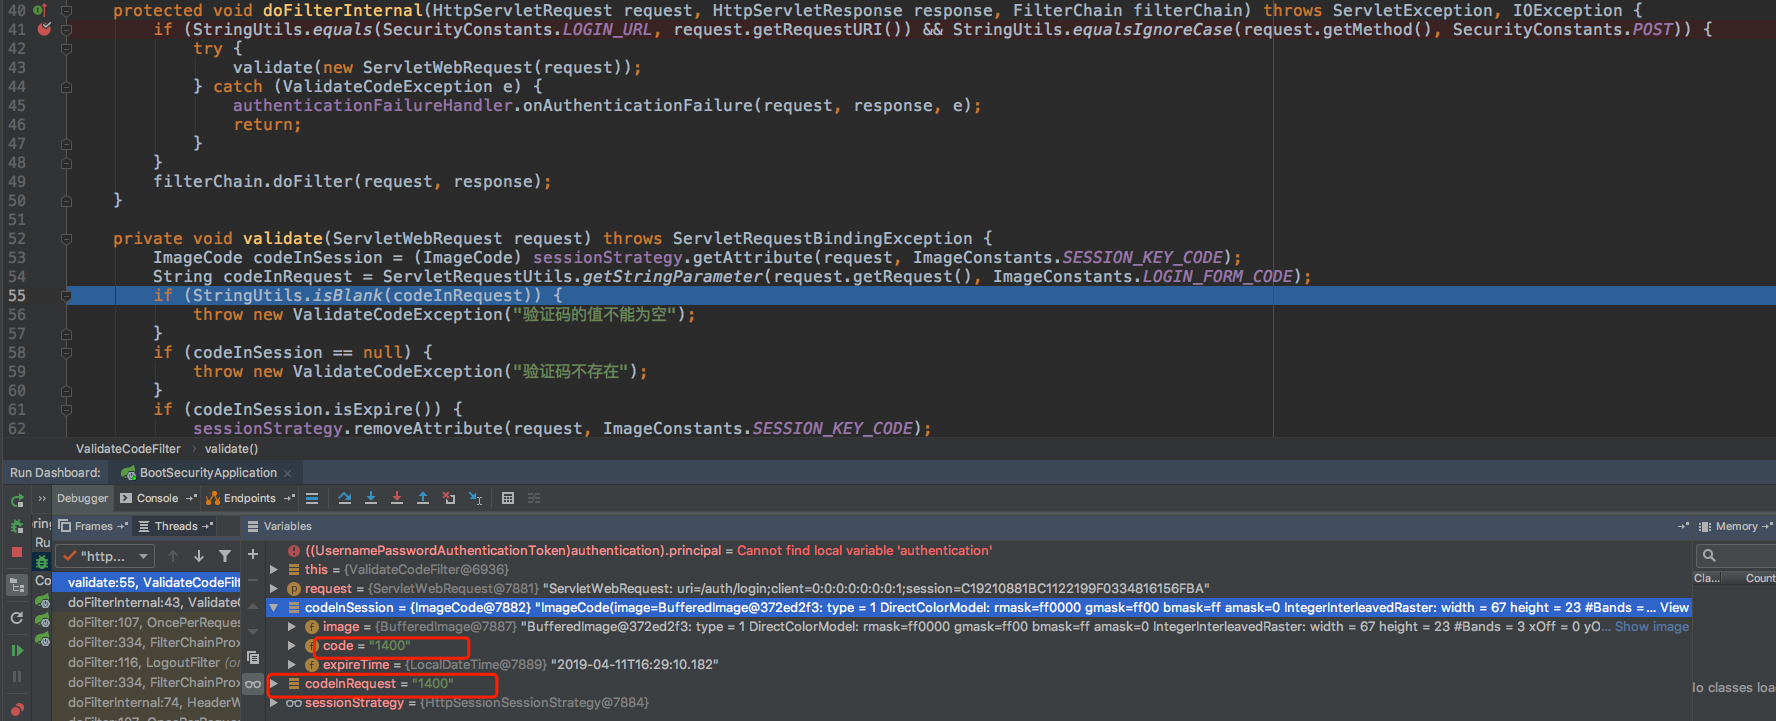 40 protected void doFilterInternal(HttpServletRequest request, HttpServletResponse response, FilterChain filterChain) throws ServletException, IOException {
41 if (StringUtils.equals(SecurityConstants.LOGIN_URL, request.getRequestURI()) && StringUtils.equalsIgnoreCase(request.getMethod(), SecurityConstants.POST)) {
42 try {
43 validate(new ServletWebRequest(request));
44 } catch (ValidateCodeException e) {
45 authenticationFailureHandler.onAuthenticationFailure(request, response, e);
46 return;
47 }
48 }
49 filterChain.doFilter(request, response);
50 }
51
52 private void validate(ServletWebRequest request) throws ServletRequestBindingException {
53 ImageCode codeInSession = (ImageCode) sessionStrategy.getAttribute(request, ImageConstants.SESSION_KEY_CODE);
54 String codeInRequest = ServletRequestUtils.getStringParameter(request.getRequest(), ImageConstants.LOGIN_FORM_CODE);
55 if (StringUtils.isBlank(codeInRequest)) {
56 throw new ValidateCodeException("验证码的值不能为空");
57 }
58 if (codeInSession == null) {
59 throw new ValidateCodeException("验证码不存在");
60 }
61 if (codeInSession.isExpire()) {
62 sessionStrategy.removeAttribute(request, ImageConstants.SESSION_KEY_CODE);
ValidateCodeFilter › validate()
Run Dashboard: BootSecurityApplication ×
Debugger Console Endpoints
Frames Threads Variables Memory
"http...
Ru
Co
validate:55, ValidateCodeFilt
doFilterInternal:43, ValidateC
doFilter:107, OncePerReques
doFilter:334, FilterChainProx
doFilter:116, LogoutFilter (or
doFilter:334, FilterChainProx
doFilterInternal:74, HeaderW
((UsernamePasswordAuthenticationToken)authentication).principal = Cannot find local variable 'authentication'
this = {ValidateCodeFilter@6936}
request = {ServletWebRequest@7881} "ServletWebRequest: uri=/auth/login;client=0:0:0:0:0:0:0:1;session=C19210881BC1122199F0334816156FBA"
codeInSession = {ImageCode@7882} "ImageCode(image=BufferedImage@372ed2f3: type = 1 DirectColorModel: rmask=ff0000 gmask=ff00 bmask=ff amask=0 IntegerInterleavedRaster: width = 67 height = 23 #Bands = ... View
image = {BufferedImage@7887} "BufferedImage@372ed2f3: type = 1 DirectColorModel: rmask=ff0000 gmask=ff00 bmask=ff amask=0 IntegerInterleavedRaster: width = 67 height = 23 #Bands = 3 xOff = 0 yO... Show image
code = "1400"
expireTime = {LocalDateTime@7889} "2019-04-11T16:29:10.182"
codeInRequest = "1400"
sessionStrategy = {HttpSessionSessionStrategy@7884}
Cla... Count
lo classes loa